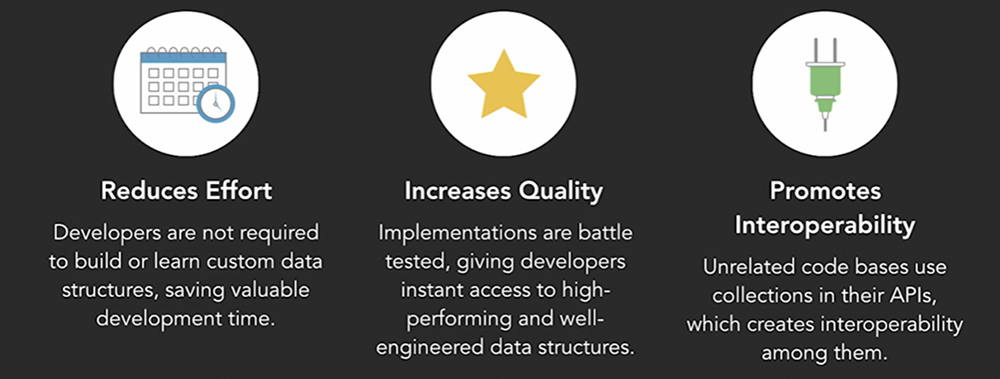 Reduces Effort
Developers are not required
to build or learn custom data
structures, saving valuable
development time.
Increases Quality
Implementations are battle
tested, giving developers
instant access to high-
performing and well-
engineered data structures.
Promotes
Interoperability
Unrelated code bases use
collections in their APIs,
which creates interoperability
among them.